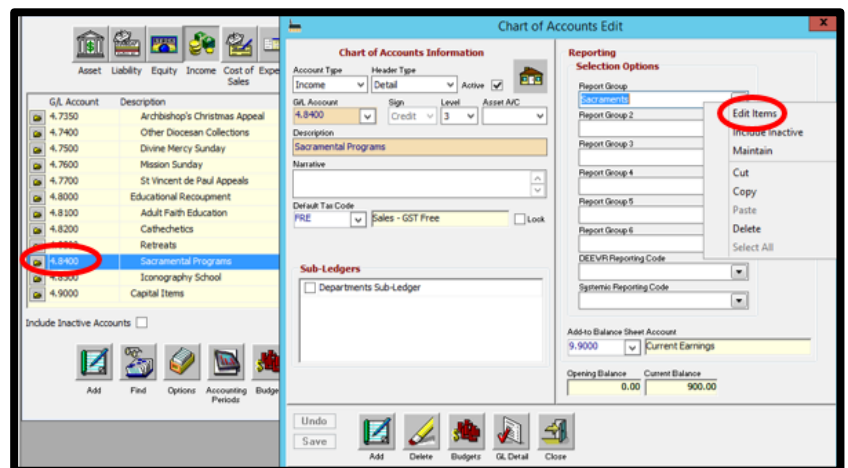 Chart of Accounts Edit
x
Asset Liability Equity Income Cost of Sales
G/L Account Description
4.7350 Archbishop's Christmas Appeal
4.7400 Other Diocesan Collections
4.7500 Divine Mercy Sunday
4.7600 Mission Sunday
4.7700 St Vincent de Paul Appeals
4.8000 Educational Recoupment
4.8100 Adult Faith Education
4.8200 Cathechetics
Retreats
4.8400 Sacramental Programs
4.8500 Iconography School
4.9000 Capital Items
Include Inactive Accounts
Add Find Options Accounting Periods
Chart of Accounts Information
Account Type Header Type
Income Detail Active
G/L Account Sign Level Asset A/C
4.8400 Credit 3
Description
Sacramental Programs
Narrative
Default Tax Code
FRE Sales - GST Free Lock
Sub-Ledgers
Departments Sub-Ledger
Undo
Save
Add Delete Budgets GL Detail Close
Reporting
Selection Options
Report Group
Sacraments
Report Group 2
Report Group 3
Report Group 4
Report Group 5
Report Group 6
DEEWR Reporting Code
Systemic Reporting Code
Add-to Balance Sheet Account
9.9000 Current Earnings
Opening Balance Current Balance
0.00 900.00
Edit Items
Include Inactive
Maintain
Cut
Copy
Paste
Delete
Select All